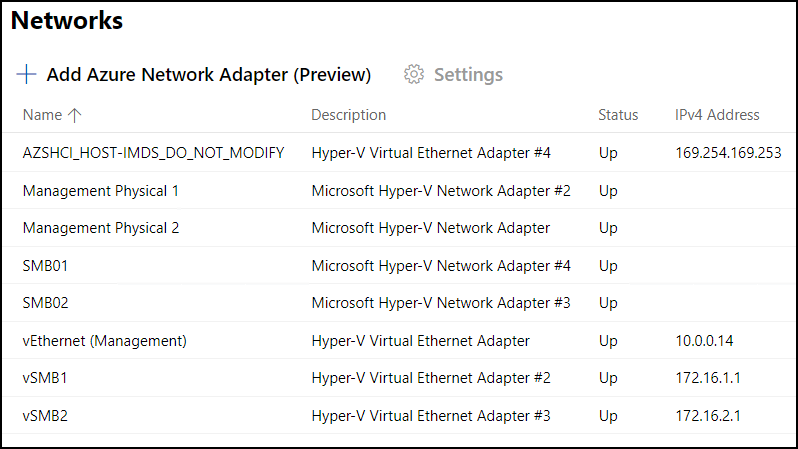 Networks
Add Azure Network Adapter (Preview) Settings
Name Description Status IPv4 Address
AZSHCI_HOST-IMDS_DO_NOT_MODIFY Hyper-V Virtual Ethernet Adapter #4 Up 169.254.169.253
Management Physical 1 Microsoft Hyper-V Network Adapter #2 Up
Management Physical 2 Microsoft Hyper-V Network Adapter Up
SMB01 Microsoft Hyper-V Network Adapter #4 Up
SMB02 Microsoft Hyper-V Network Adapter #3 Up
vEthernet (Management) Hyper-V Virtual Ethernet Adapter Up 10.0.0.14
vSMB1 Hyper-V Virtual Ethernet Adapter #2 Up 172.16.1.1
vSMB2 Hyper-V Virtual Ethernet Adapter #3 Up 172.16.2.1